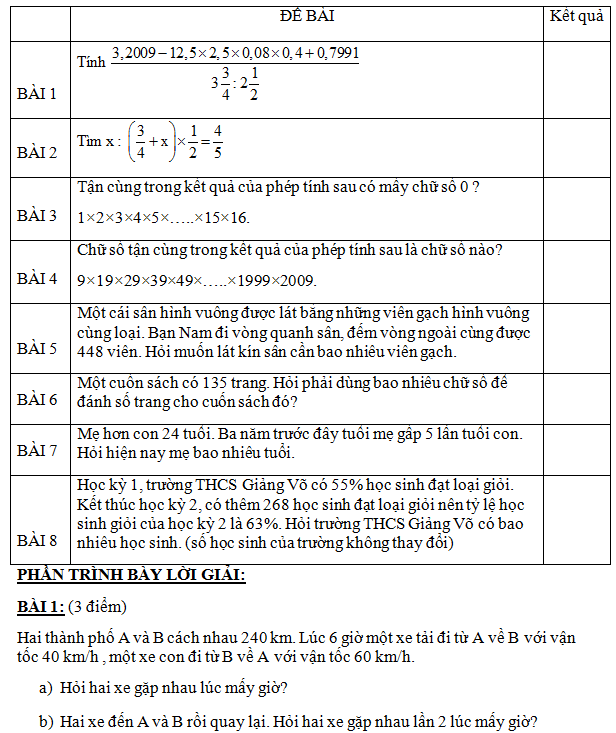 ĐỀ BÀI Kết quả
BÀI 1 Tính (3,2009 − 12,5 × 2,5 × 0,08 × 0,4 + 0,7991) / (3 3/4 : 2 1/2)
BÀI 2 Tìm x : (3/4 + x) × 1/2 = 4/5
Tận cùng trong kết quả của phép tính sau có mấy chữ số 0 ?
BÀI 3 1×2×3×4×5×…..×15×16.
Chữ số tận cùng trong kết quả của phép tính sau là chữ số nào?
BÀI 4 9×19×29×39×49×…..×1999×2009.
Một cái sân hình vuông được lát bằng những viên gạch hình vuông
cùng loại. Bạn Nam đi vòng quanh sân, đếm vòng ngoài cùng được
BÀI 5 448 viên. Hỏi muốn lát kín sân cần bao nhiêu viên gạch.
Một cuốn sách có 135 trang. Hỏi phải dùng bao nhiêu chữ số để
BÀI 6 đánh số trang cho cuốn sách đó?
Mẹ hơn con 24 tuổi. Ba năm trước đây tuổi mẹ gấp 5 lần tuổi con.
BÀI 7 Hỏi hiện nay mẹ bao nhiêu tuổi.
Học kỳ 1, trường THCS Giảng Võ có 55% học sinh đạt loại giỏi.
Kết thúc học kỳ 2, có thêm 268 học sinh đạt loại giỏi nên tỷ lệ học
sinh giỏi của học kỳ 2 là 63%. Hỏi trường THCS Giảng Võ có bao
BÀI 8 nhiêu học sinh. (số học sinh của trường không thay đổi)
PHẦN TRÌNH BÀY LỜI GIẢI:
BÀI 1: (3 điểm)
Hai thành phố A và B cách nhau 240 km. Lúc 6 giờ một xe tải đi từ A về B với vận
tốc 40 km/h , một xe con đi từ B về A với vận tốc 60 km/h.
a) Hỏi hai xe gặp nhau lúc mấy giờ?
b) Hai xe đến A và B rồi quay lại. Hỏi hai xe gặp nhau lần 2 lúc mấy giờ?